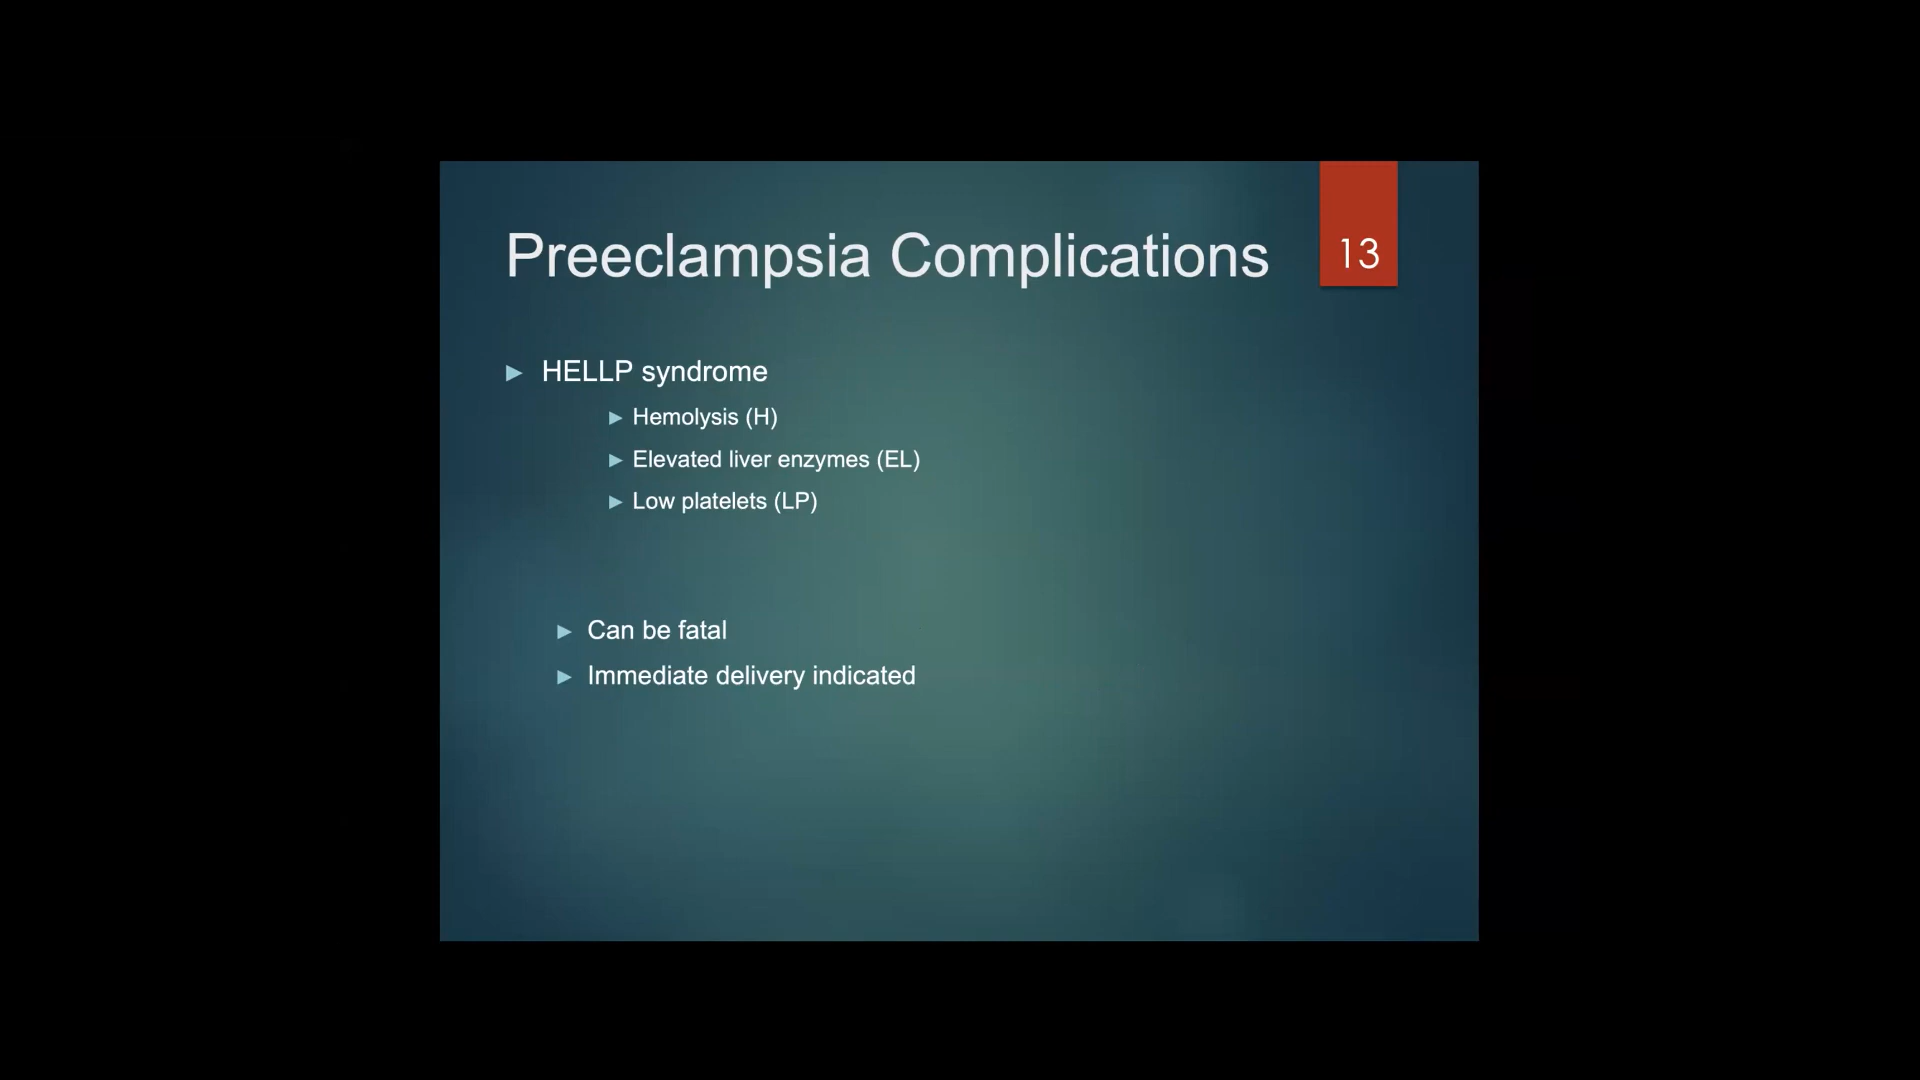 Preeclampsia Complications
13
HELLP syndrome
Hemolysis (H)
Elevated liver enzymes (EL)
Low platelets (LP)
Can be fatal
Immediate delivery indicated